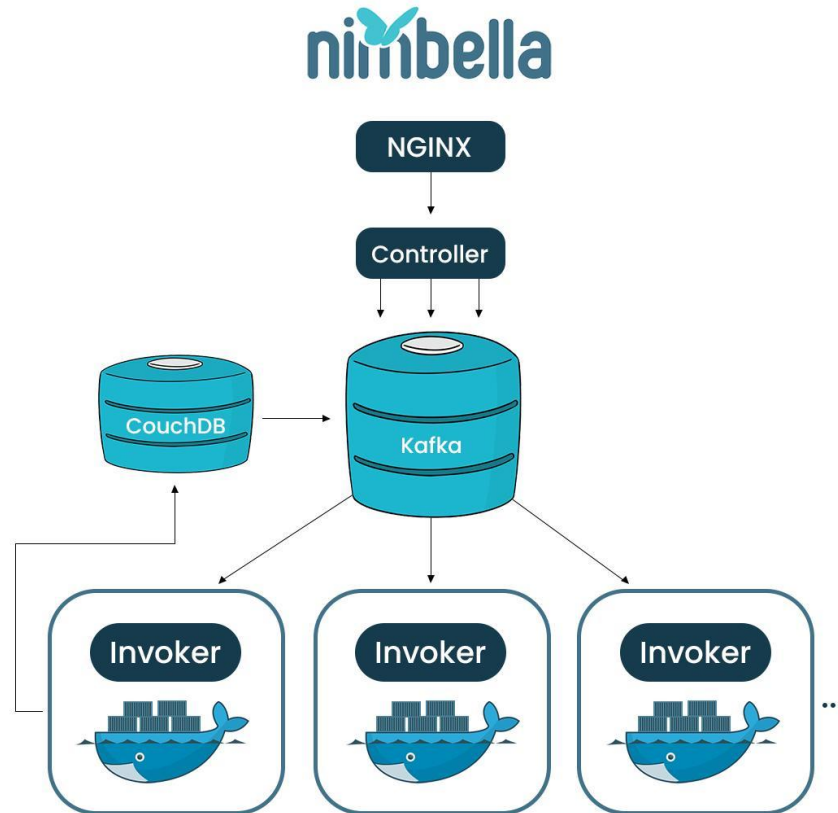 nimbella
NGINX
Controller
CouchDB
Kafka
Invoker
Invoker
Invoker
..